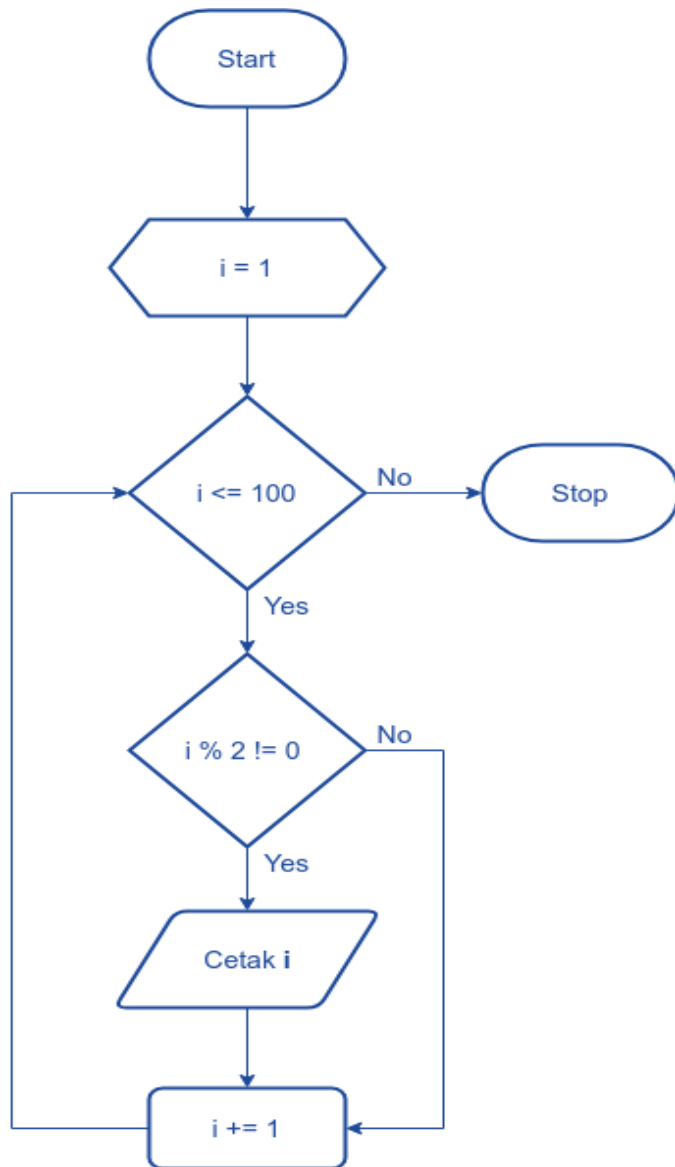 Start
i = 1
i <= 100
No
Stop
Yes
i % 2 != 0
No
Yes
Cetak i
i += 1